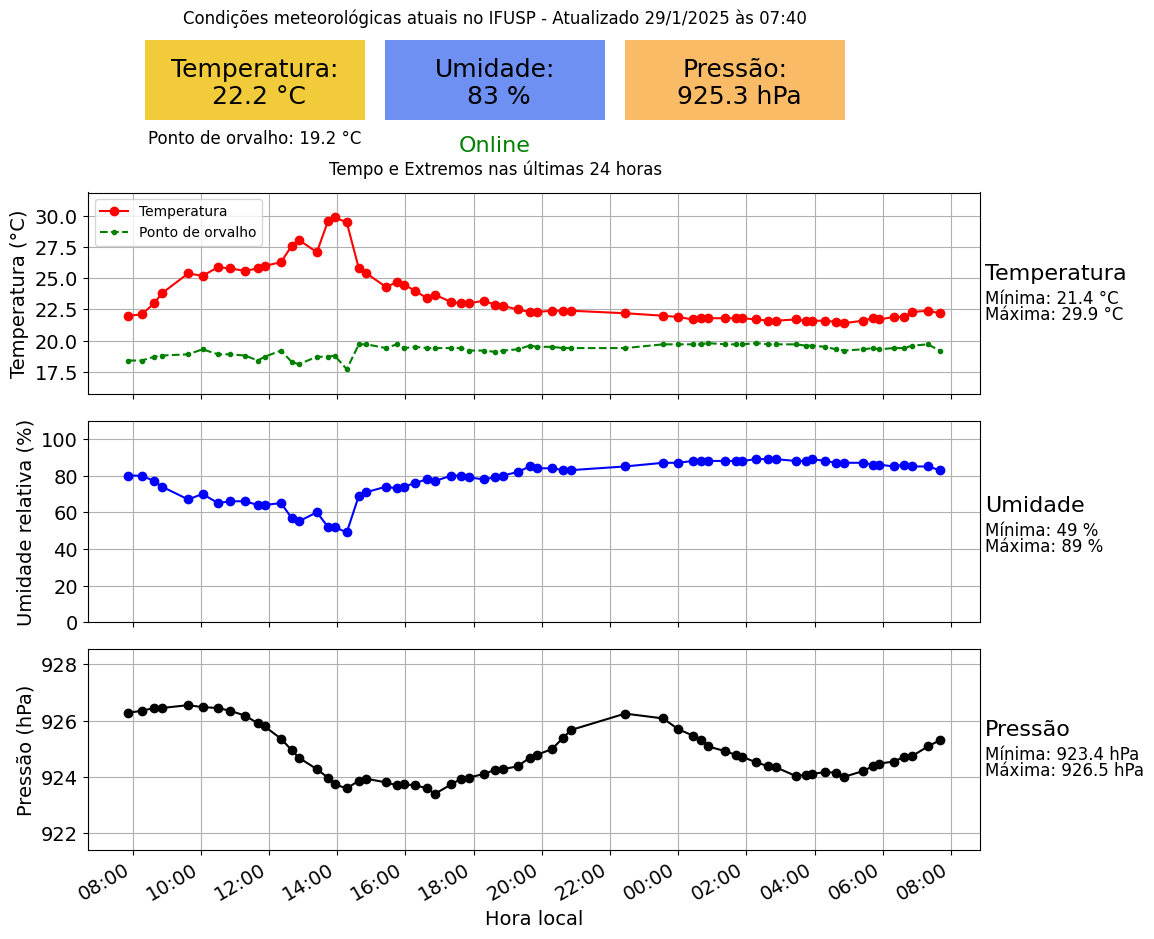 Condições meteorológicas atuais no IFUSP - Atualizado 29/1/2025 às 07:40
Temperatura:
22.2 °C
Umidade:
83 %
Pressão:
925.3 hPa
Ponto de orvalho: 19.2 °C
Online
Tempo e Extremos nas últimas 24 horas
Temperatura (°C)
30.0
27.5
25.0
22.5
20.0
17.5
Temperatura
Ponto de orvalho
Temperatura
Mínima: 21.4 °C
Máxima: 29.9 °C
Umidade relativa (%)
100
80
60
40
20
0
Umidade
Mínima: 49 %
Máxima: 89 %
Pressão (hPa)
928
926
924
922
Pressão
Mínima: 923.4 hPa
Máxima: 926.5 hPa
08:00 10:00 12:00 14:00 16:00 18:00 20:00 22:00 00:00 02:00 04:00 06:00 08:00
Hora local